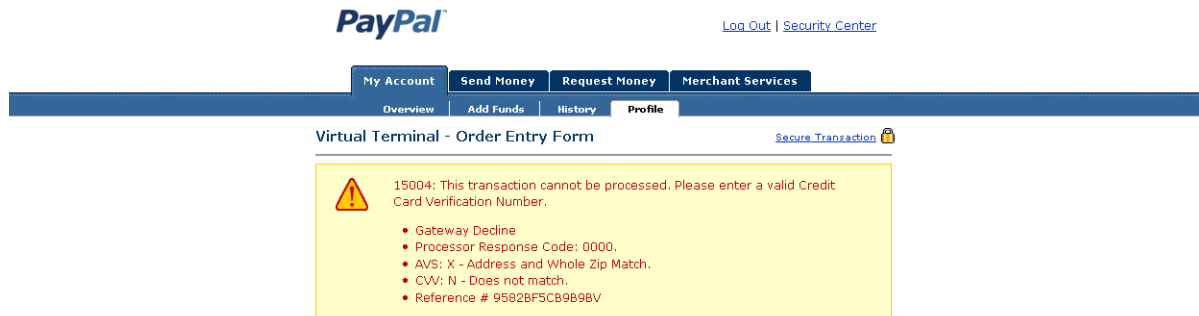 PayPal
Log Out | Security Center
My Account Send Money Request Money Merchant Services
Overview Add Funds History Profile
Virtual Terminal - Order Entry Form Secure Transaction
15004: This transaction cannot be processed. Please enter a valid Credit
Card Verification Number.
• Gateway Decline
• Processor Response Code: 0000.
• AVS: X - Address and Whole Zip Match.
• CVV: N - Does not match.
• Reference # 9582BF5CB9B9BV